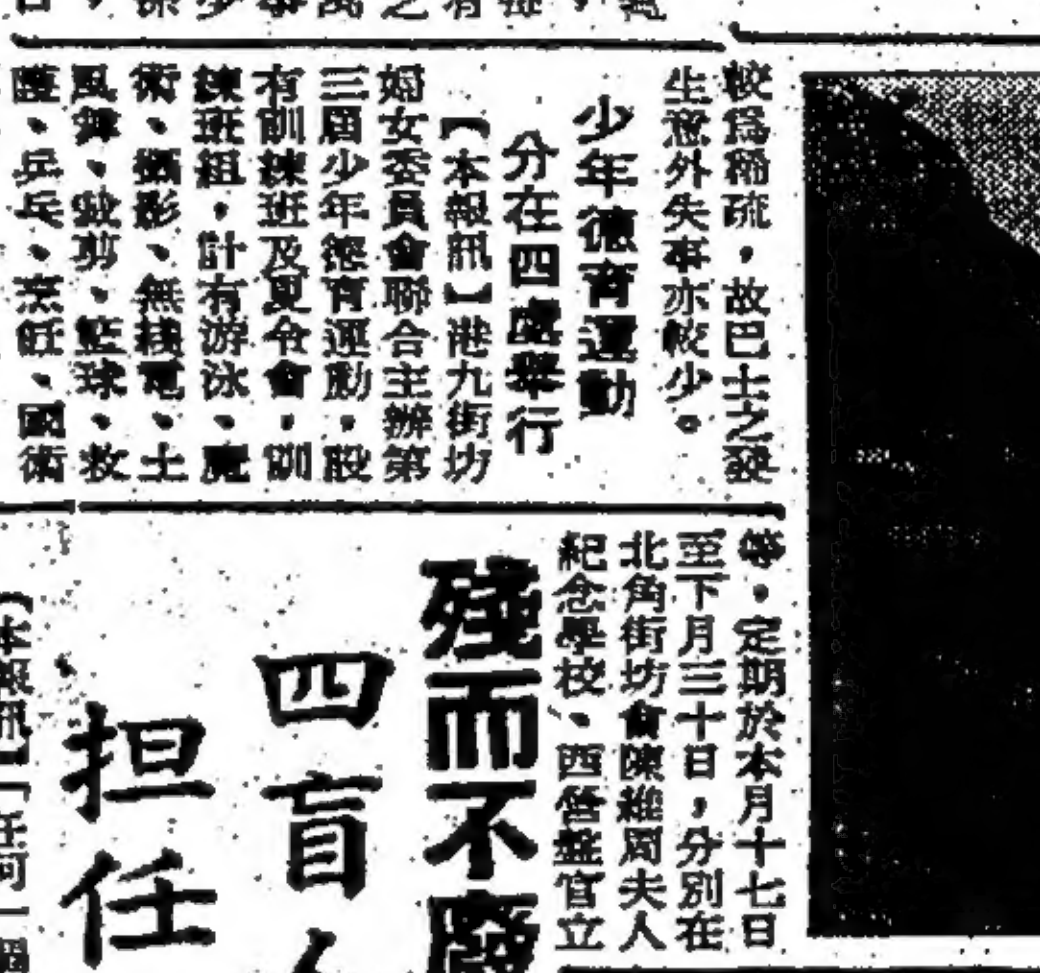 較爲稀疏，故巴士之發
生意外失事亦較少。
少年德育運動
分在四處舉行
【本報訊】港九街坊
婦女委員會聯合主辦第
三屆少年德育運動，設
有訓練班及夏令會，訓
練班組，計有游泳、魔
術、攝影、無綫電、土
風舞、裁剪、籃球、救
護、乒乓、烹飪、國術
等，定期於本月十七日
至下月三十日，分別在
北角街坊會陳維周夫人
紀念學校、西營盤官立
殘而不廢
四盲人
担任
【本報訊】「任何一個